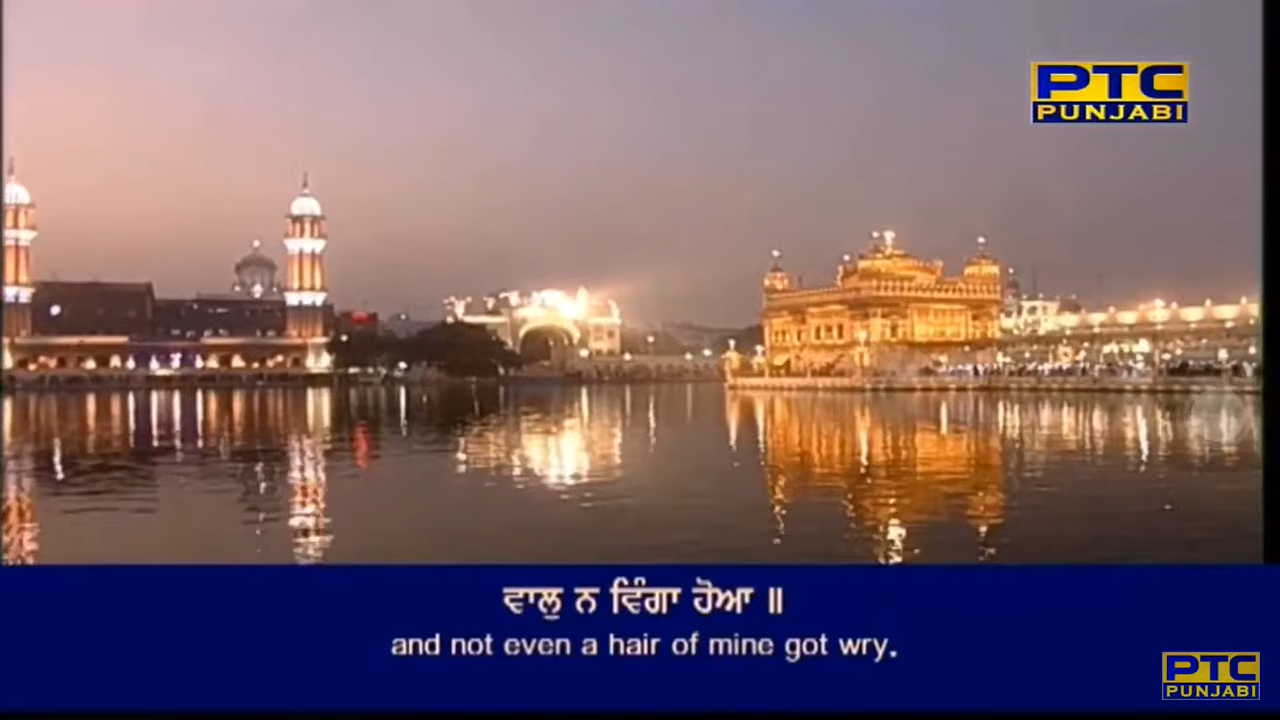 PTC
PUNJABI
ਵਾਲੁ ਨ ਵਿੰਗਾ ਹੋਆ ॥
and not even a hair of mine got wry.
PTC
PUNJABI